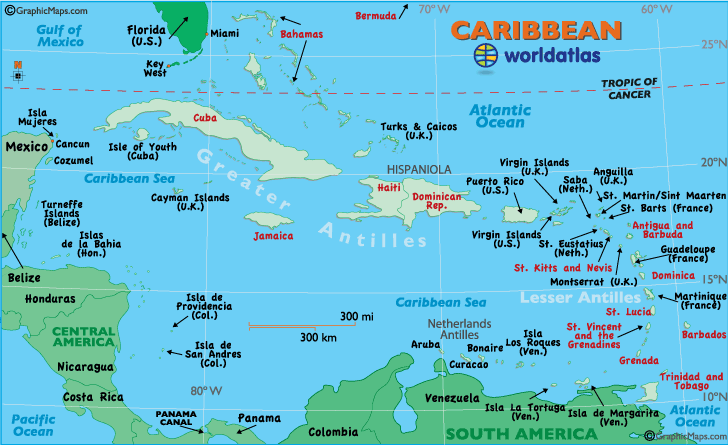 ©GraphicMaps.com
Gulf of
Mexico
Florida
(U.S.)
Miami
Key
West
Bahamas
Bermuda
70°W
CARIBBEAN
worldatlas
60°W
25°N
TROPIC OF
CANCER
Atlantic
Ocean
Isla
Mujeres
Mexico
Cancun
Cozumel
Cuba
Isle of Youth
(Cuba)
Turks & Caicos
(U.K.)
20°N
Caribbean Sea
Greater
Antilles
HISPANIOLA
Haiti
Dominican
Rep.
Puerto Rico
(U.S.)
Virgin Islands
(U.K.)
Saba
(Neth.)
Anguilla
(U.K.)
St. Martin/Sint Maarten
St. Barts (France)
Turneffe
Islands
(Belize)
Cayman Islands
(U.K.)
Jamaica
Virgin Islands
(U.S.)
St. Eustatius
(Neth.)
Antigua and
Barbuda
Islas
de la Bahia
(Hon.)
St. Kitts and Nevis
Guadeloupe
(France)
Montserrat (U.K.)
Dominica
15°N
Belize
Honduras
Isla de
Providencia
(Col.)
Caribbean Sea
Lesser Antilles
Martinique
(France)
St. Lucia
CENTRAL
AMERICA
300 mi
300 km
Netherlands
Antilles
Aruba
Bonaire
Curacao
Isla
Los Roques
(Ven.)
St. Vincent
and the
Grenadines
Barbados
Isla de
San Andres
(Col.)
Grenada
Nicaragua
Costa Rica
80°W
Trinidad and
Tobago
10°N
Pacific
Ocean
PANAMA
CANAL
Panama
Colombia
Venezuela
Isla La Tortuga
(Ven.)
Isla de Margarita
(Ven.)
Atlantic
Ocean
SOUTH AMERICA
©GraphicMaps.com